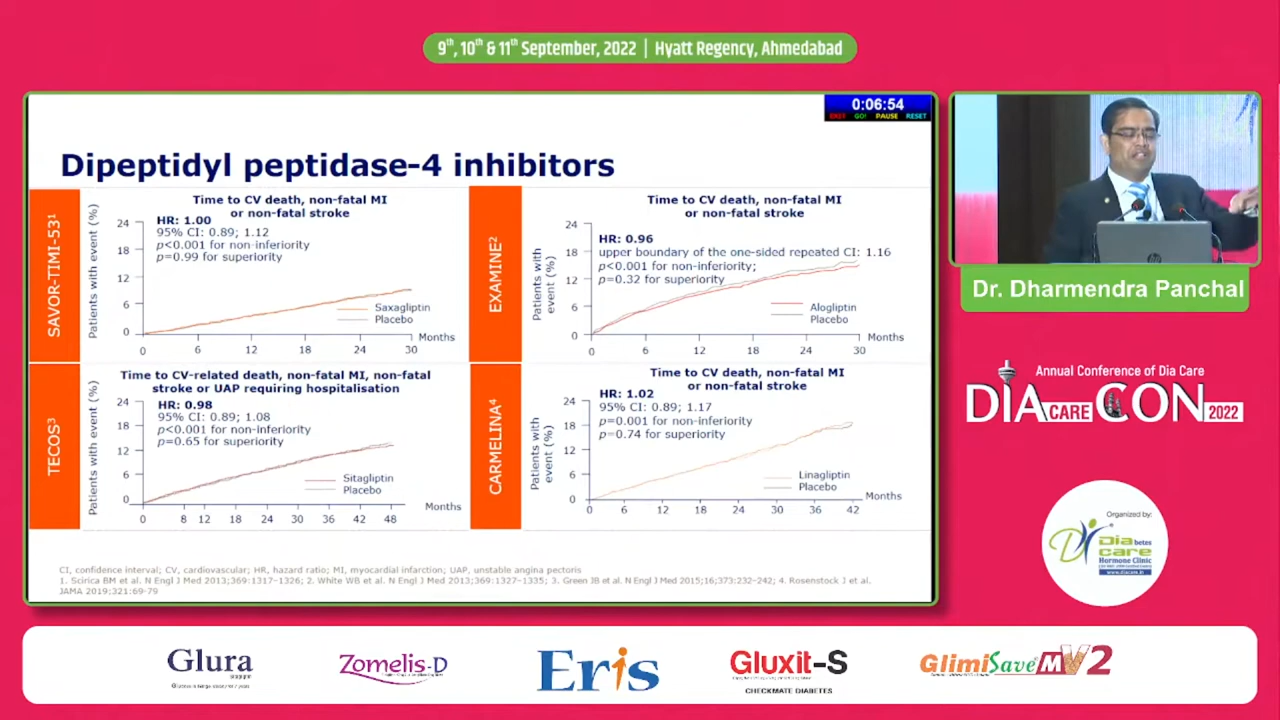 9th, 10th & 11th September, 2022 | Hyatt Regency, Ahmedabad
0:06:54
EXIT GO! PAUSE RESET
Dipeptidyl peptidase-4 inhibitors
SAVOR-TIMI-53¹
Time to CV death, non-fatal MI
or non-fatal stroke
Patients with event (%)
HR: 1.00
95% CI: 0.89; 1.12
p<0.001 for non-inferiority
p=0.99 for superiority
24
18
12
6
0
Saxagliptin
Placebo
Months
0 6 12 18 24 30
EXAMINE²
Time to CV death, non-fatal MI
or non-fatal stroke
Patients with
event (%)
HR: 0.96
upper boundary of the one-sided repeated CI: 1.16
p<0.001 for non-inferiority;
p=0.32 for superiority
24
18
12
6
0
Alogliptin
Placebo
Months
0 6 12 18 24 30
TECOS³
Time to CV-related death, non-fatal MI, non-fatal
stroke or UAP requiring hospitalisation
Patients with event (%)
HR: 0.98
95% CI: 0.89; 1.08
p<0.001 for non-inferiority
p=0.65 for superiority
24
18
12
6
0
Sitagliptin
Placebo
Months
0 8 12 18 24 30 36 42 48
CARMELINA⁴
Time to CV death, non-fatal MI
or non-fatal stroke
Patients with
event (%)
HR: 1.02
95% CI: 0.89; 1.17
p=0.001 for non-inferiority
p=0.74 for superiority
24
18
12
6
0
Linagliptin
Placebo
Months
0 6 12 18 24 30 36 42
CI, confidence interval; CV, cardiovascular; HR, hazard ratio; MI, myocardial infarction; UAP, unstable angina pectoris
1. Scirica BM et al. N Engl J Med 2013;369:1317–1326; 2. White WB et al. N Engl J Med 2013;369:1327–1335; 3. Green JB et al. N Engl J Med 2015;16;373:232–242; 4. Rosenstock J et al.
JAMA 2019;321:69-79
hp
Dr. Dharmendra Panchal
Annual Conference of Dia Care
DIA CARE CON 2022
Organized by:
Diabetes
care
Hormone Clinic
Glura
Zomelis-D
Eris
Gluxit-S
CHECKMATE DIABETES
GlimiSave MV2